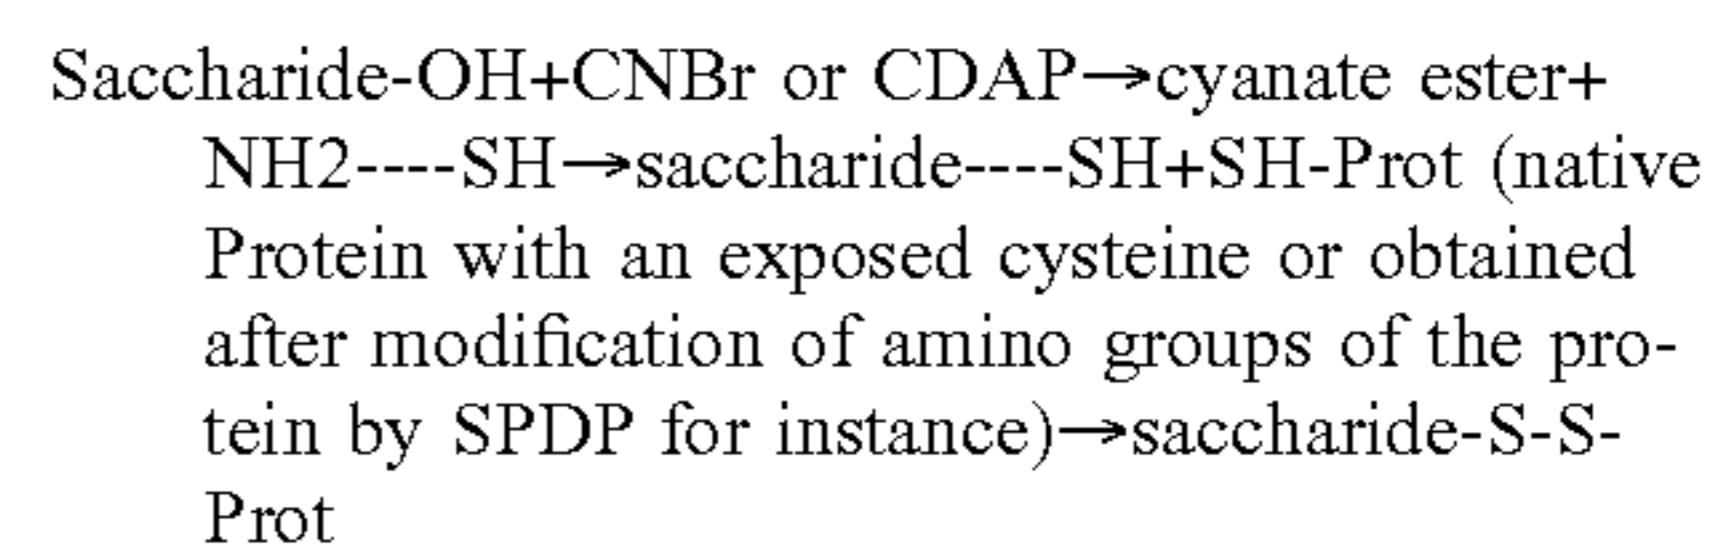 Saccharide-OH+CNBr or CDAP→cyanate ester+
NH2----SH→saccharide----SH+SH-Prot (native
Protein with an exposed cysteine or obtained
after modification of amino groups of the pro-
tein by SPDP for instance)→saccharide-S-S-
Prot